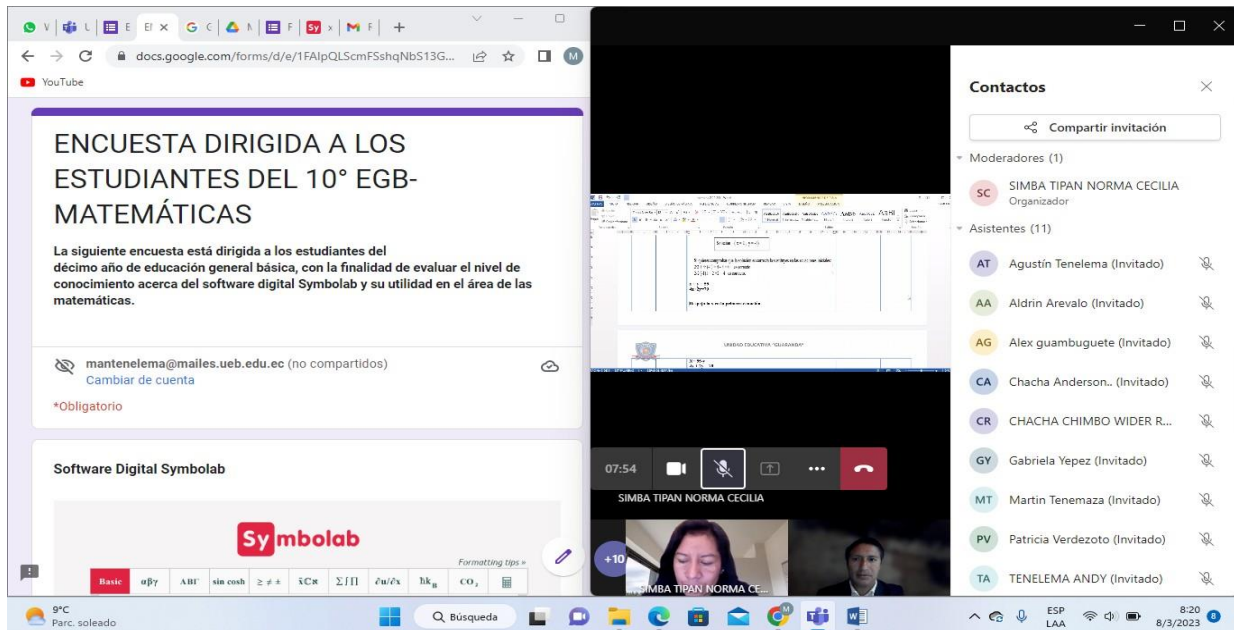 docs.google.com/forms/d/e/1FAIpQLScmFSshqNbS13G...
M
YouTube
ENCUESTA DIRIGIDA A LOS
ESTUDIANTES DEL 10° EGB-
MATEMÁTICAS
La siguiente encuesta está dirigida a los estudiantes del
décimo año de educación general básica, con la finalidad de evaluar el nivel de
conocimiento acerca del software digital Symbolab y su utilidad en el área de las
matemáticas.
mantenelema@mailes.ueb.edu.ec (no compartidos)
Cambiar de cuenta
*Obligatorio
Software Digital Symbolab
Symbolab
Formatting tips »
Basic αβγ ΑΒΓ sin cosh ≥ ÷ ± Σ∫∏ ∂u/∂x CO₂
UNIDAD EDUCATIVA "GUARANDA"
07:54
SIMBA TIPAN NORMA CECILIA
+10
SIMBA TIPAN NORMA CE...
Contactos
Compartir invitación
Moderadores (1)
SC SIMBA TIPAN NORMA CECILIA
Organizador
Asistentes (11)
AT Agustín Tenelema (Invitado)
AA Aldrin Arevalo (Invitado)
AG Alex guambuguete (Invitado)
CA Chacha Anderson.. (Invitado)
CR CHACHA CHIMBO WIDER R...
GY Gabriela Yepez (Invitado)
MT Martin Tenemaza (Invitado)
PV Patricia Verdezoto (Invitado)
TA TENELEMA ANDY (Invitado)
9°C
Parc. soleado
Búsqueda
ESP
LAA
8:20
8/3/2023
8